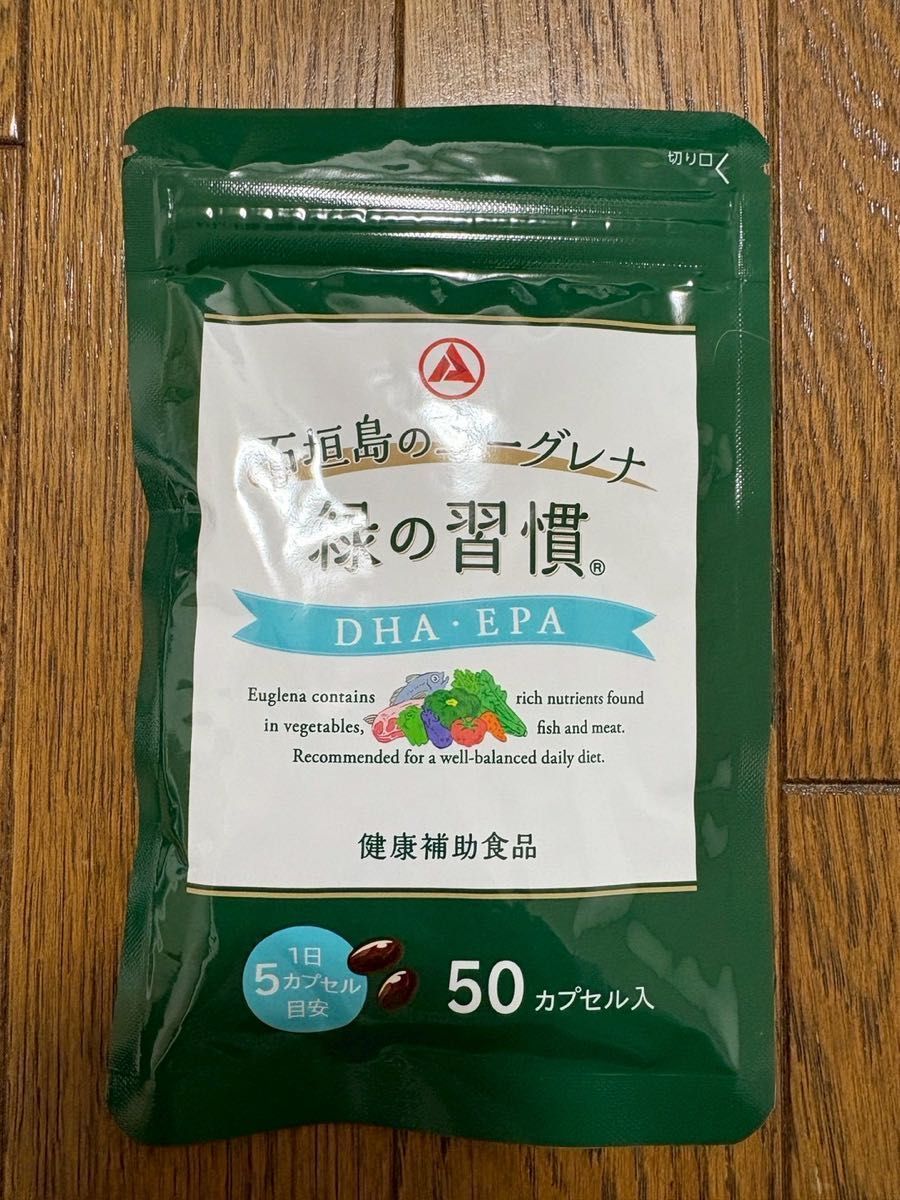 切り口
石垣島のユーグレナ
緑の習慣®
DHA・EPA
Euglena contains rich nutrients found
in vegetables, fish and meat.
Recommended for a well-balanced daily diet.
健康補助食品
1日
5カプセル
目安
50カプセル入